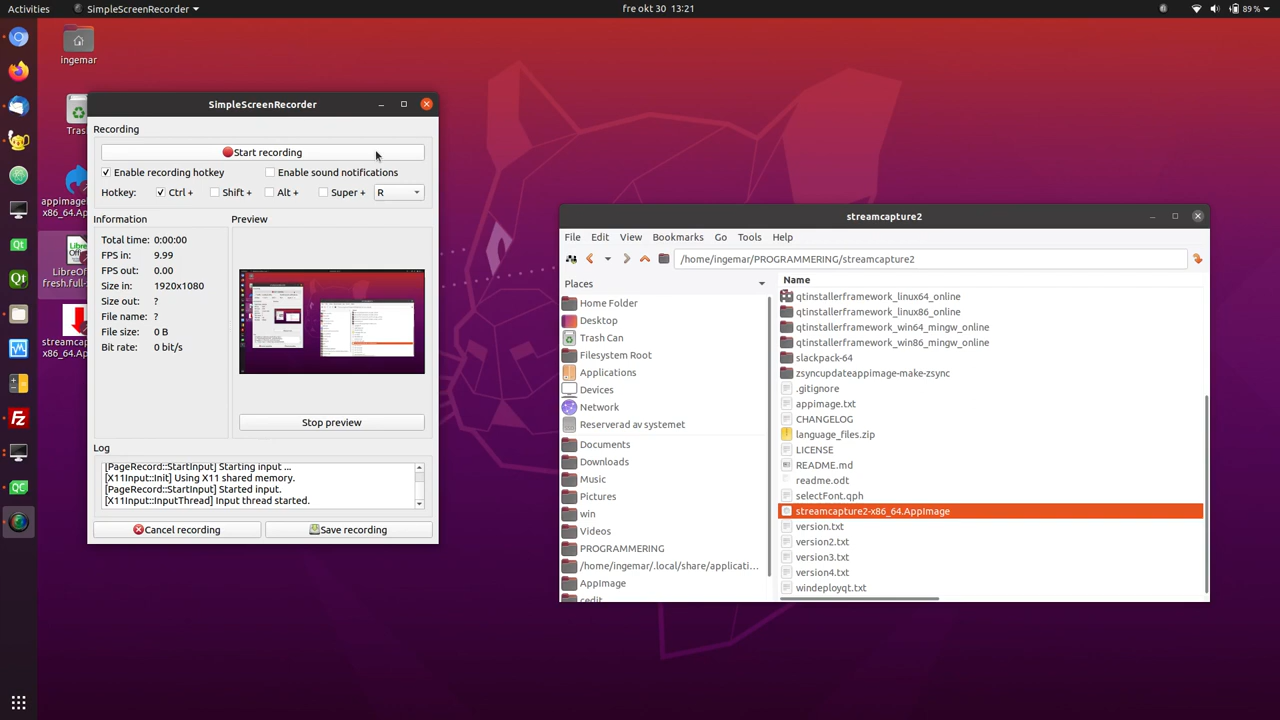 Activities
SimpleScreenRecorder
fre okt 30 13:21
89 %
ingemar
Tras
appimage
x86_64.App
LibreO
fresh.full-
streamcap
x86_64.App
SimpleScreenRecorder
Recording
Start recording
Enable recording hotkey
Enable sound notifications
Hotkey: Ctrl + Shift + Alt + Super + R
Information
Total time: 0:00:00
FPS in: 9.99
FPS out: 0.00
Size in: 1920x1080
Size out: ?
File name: ?
File size: 0 B
Bit rate: 0 bit/s
Preview
Stop preview
Log
[PageRecord::StartInput] Starting input ...
[X11Input::Init] Using X11 shared memory.
[PageRecord::StartInput] Started input.
[X11Input::InputThread] Input thread started.
Cancel recording
Save recording
streamcapture2
File Edit View Bookmarks Go Tools Help
/home/ingemar/PROGRAMMERING/streamcapture2
Places
Home Folder
Desktop
Trash Can
Filesystem Root
Applications
Devices
Network
Reserverad av systemet
Documents
Downloads
Music
Pictures
win
Videos
PROGRAMMERING
/home/ingemar/.local/share/applicati...
AppImage
cedit
Name
qtinstallerframework_linux64_online
qtinstallerframework_linux86_online
qtinstallerframework_win64_mingw_online
qtinstallerframework_win86_mingw_online
slackpack-64
zsyncupdateappimage-make-zsync
.gitignore
appimage.txt
CHANGELOG
language_files.zip
LICENSE
README.md
readme.odt
selectFont.qph
streamcapture2-x86_64.AppImage
version.txt
version2.txt
version3.txt
version4.txt
windeployqt.txt